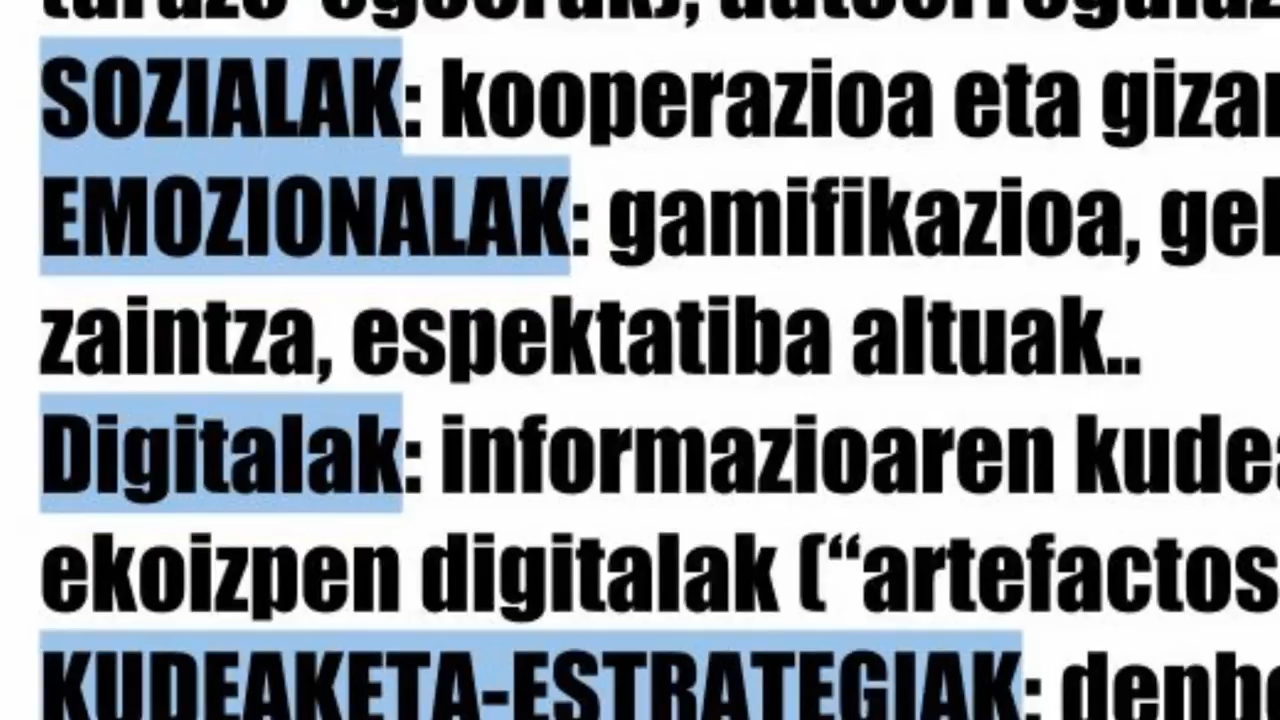 SOZIALAK: kooperazioa eta
EMOZIONALAK: gamifikazioa,
zaintza, espektatiba altuak..
Digitalak: informazioaren
ekoizpen digitalak (“artefactos
KUDEAKETA-ESTRATEGIAK: